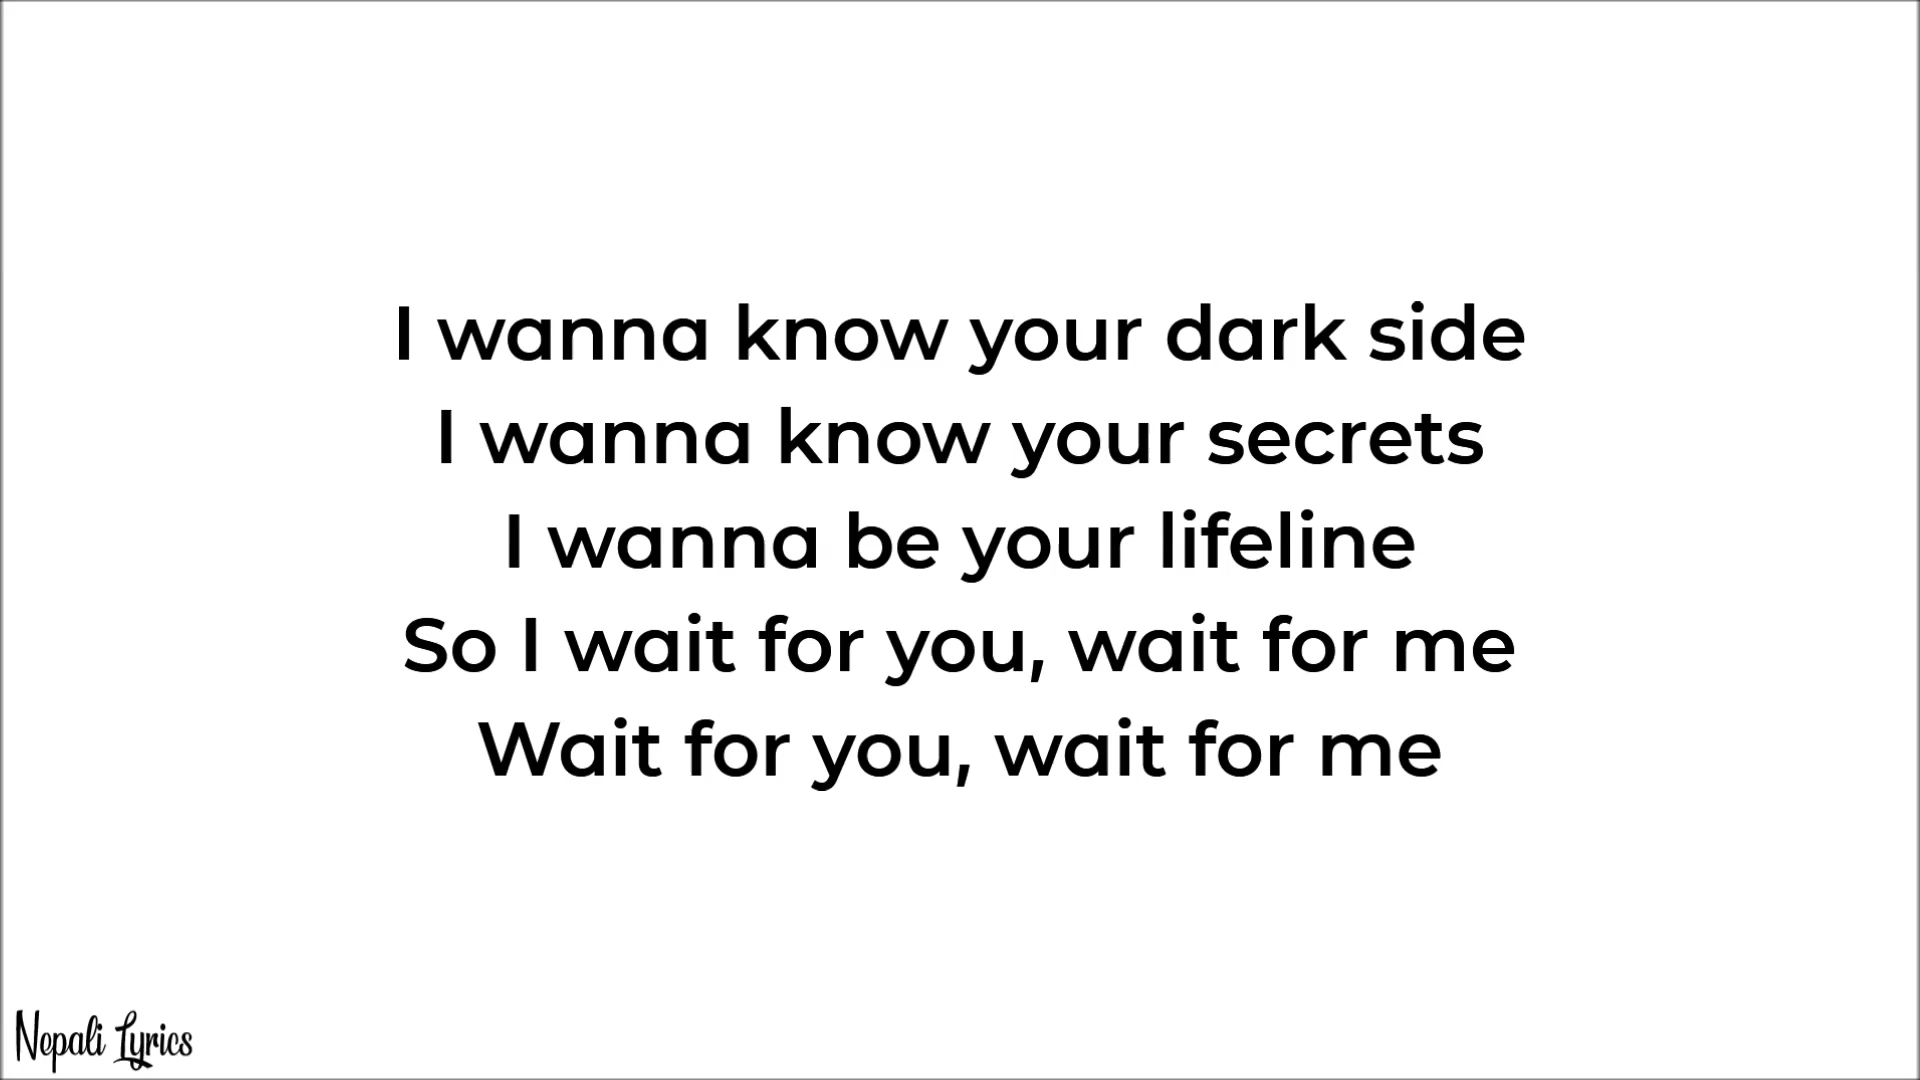 I wanna know your dark side
I wanna know your secrets
I wanna be your lifeline
So I wait for you, wait for me
Wait for you, wait for me
Nepali Lyrics